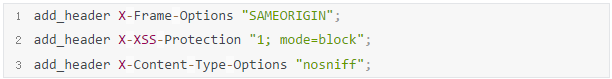 1 add_header X-Frame-Options "SAMEORIGIN";
2 add_header X-XSS-Protection "1; mode=block";
3 add_header X-Content-Type-Options "nosniff";